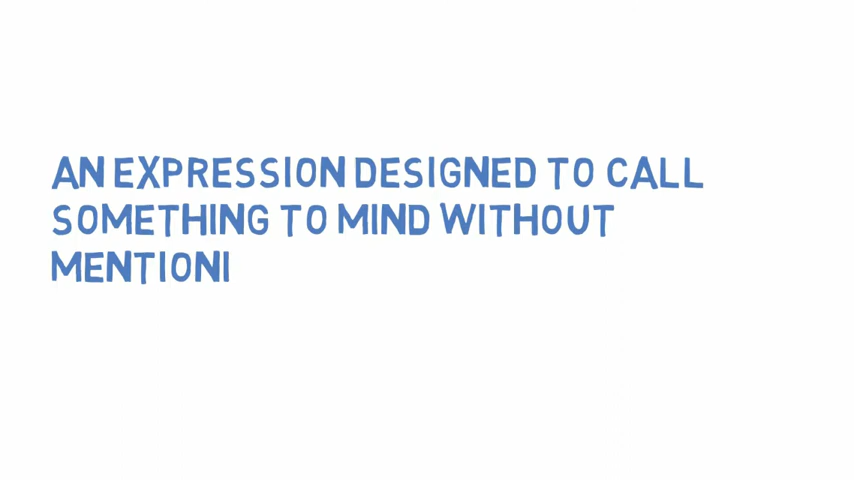 AN EXPRESSION DESIGNED TO CALL
SOMETHING TO MIND WITHOUT
MENTIONI